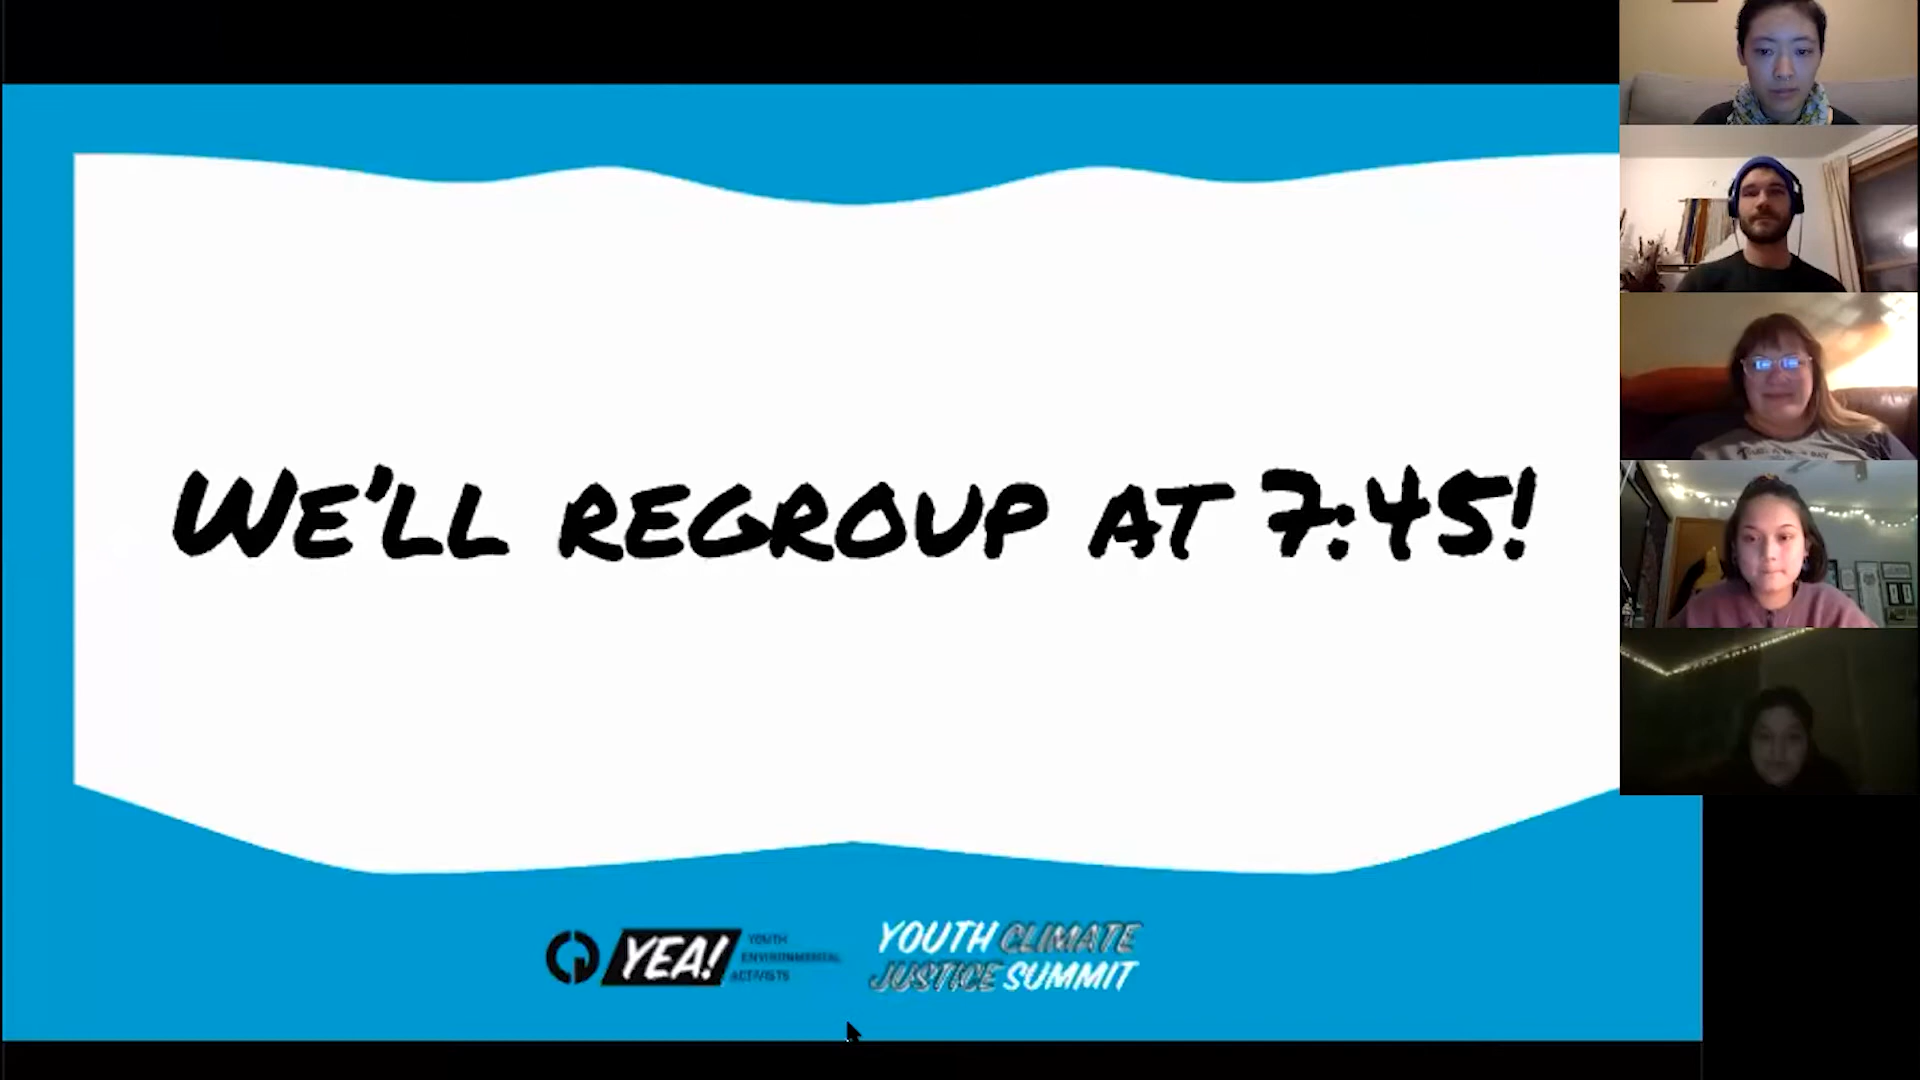 WE'LL REGROUP AT 7:45!
YEA!
YOUTH
ENVIRONMENTAL
ACTIVISTS
YOUTH CLIMATE
JUSTICE SUMMIT